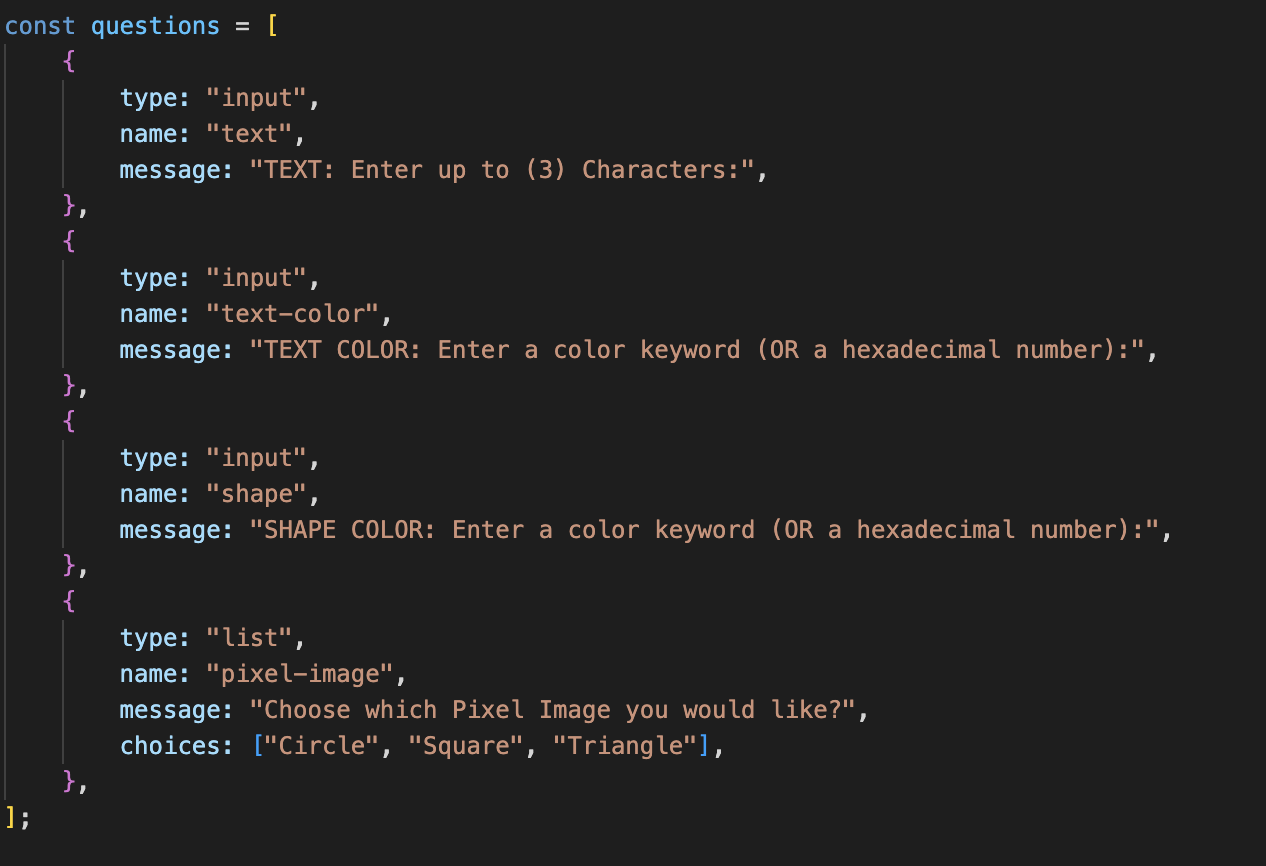 const questions = [
    {
        type: "input",
        name: "text",
        message: "TEXT: Enter up to (3) Characters:",
    },
    {
        type: "input",
        name: "text-color",
        message: "TEXT COLOR: Enter a color keyword (OR a hexadecimal number):",
    },
    {
        type: "input",
        name: "shape",
        message: "SHAPE COLOR: Enter a color keyword (OR a hexadecimal number):",
    },
    {
        type: "list",
        name: "pixel-image",
        message: "Choose which Pixel Image you would like?",
        choices: ["Circle", "Square", "Triangle"],
    },
];